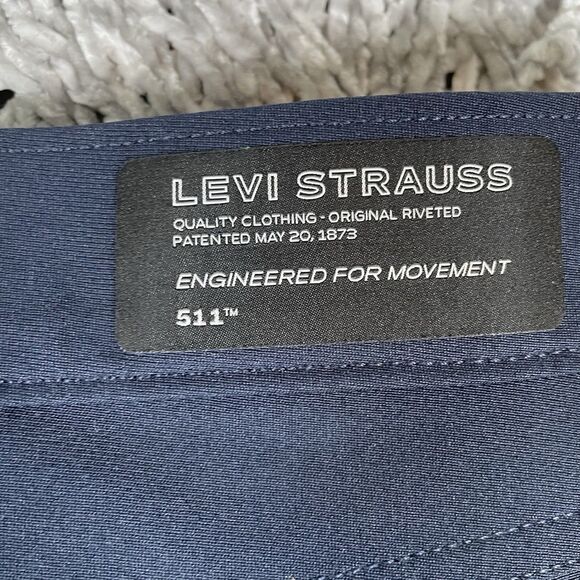 LEVI STRAUSS
QUALITY CLOTHING - ORIGINAL RIVETED
PATENTED MAY 20, 1873
ENGINEERED FOR MOVEMENT
511™